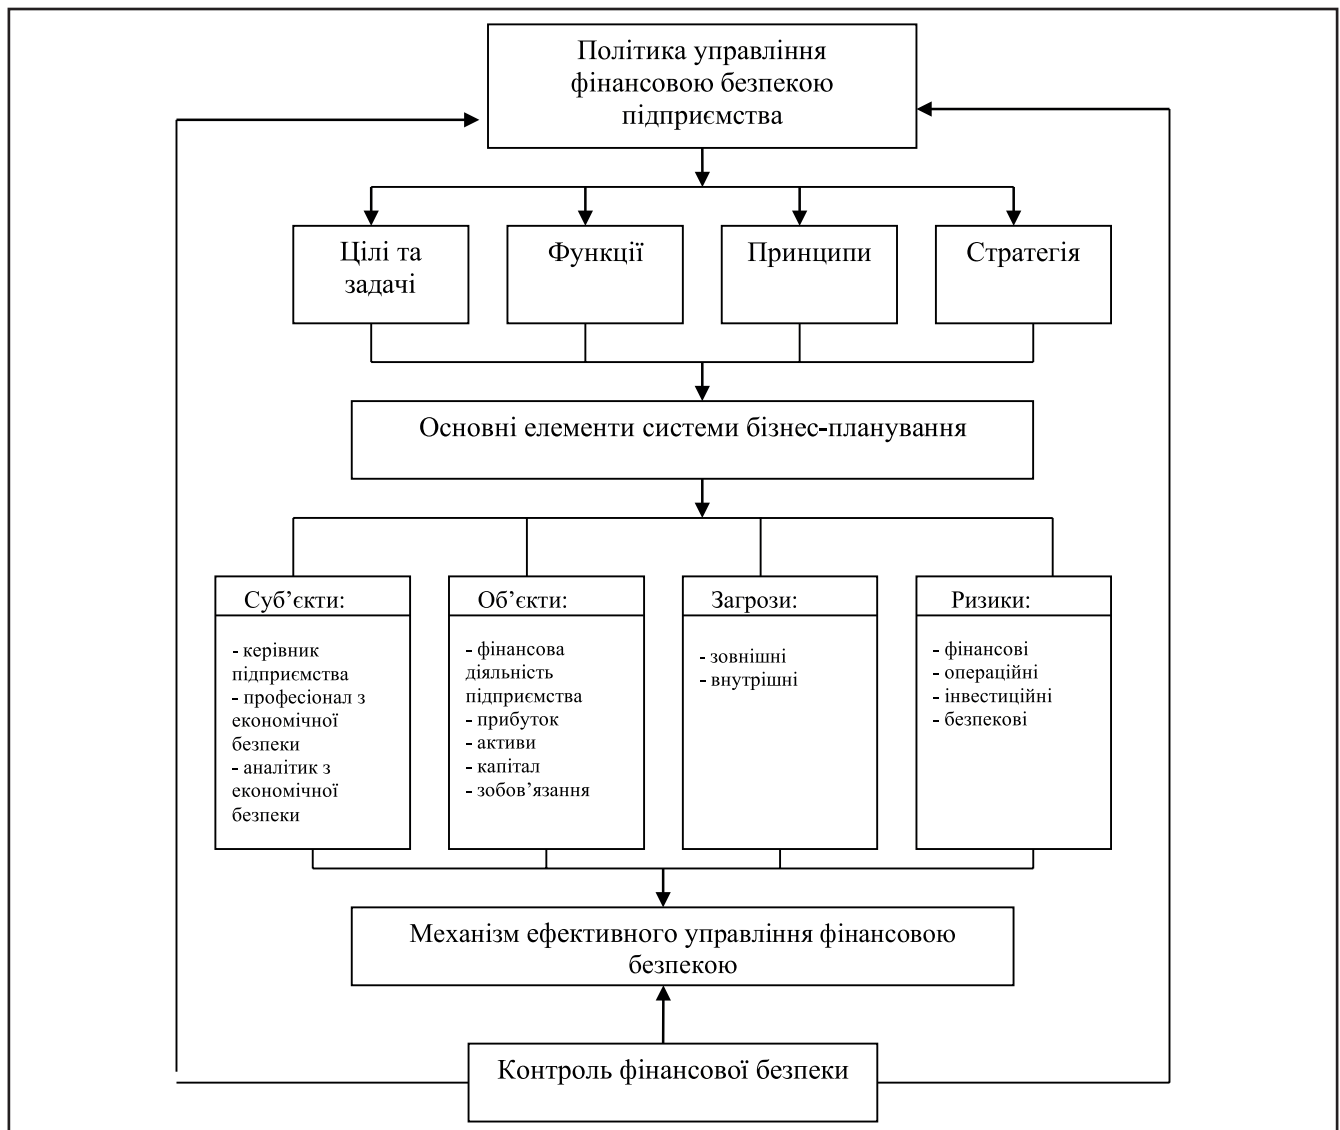 Політика управління
фінансовою безпекою
підприємства
Цілі та
задачі
Функції
Принципи
Стратегія
Основні елементи системи бізнес-планування
Суб’єкти:
- керівник
підприємства
- професіонал з
економічної
безпеки
- аналітик з
економічної
безпеки
Об’єкти:
- фінансова
діяльність
підприємства
- прибуток
- активи
- капітал
- зобов’язання
Загрози:
- зовнішні
- внутрішні
Ризики:
- фінансові
- операційні
- інвестиційні
- безпекові
Механізм ефективного управління фінансовою
безпекою
Контроль фінансової безпеки